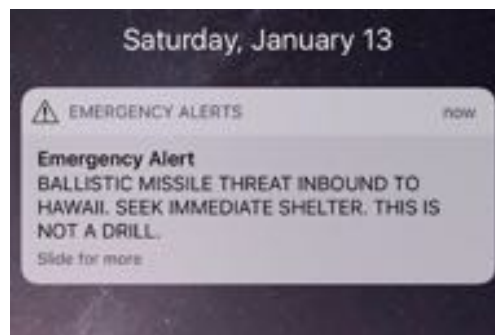 Saturday, January 13
EMERGENCY ALERTS now
Emergency Alert
BALLISTIC MISSILE THREAT INBOUND TO
HAWAII. SEEK IMMEDIATE SHELTER. THIS IS
NOT A DRILL.
Slide for more